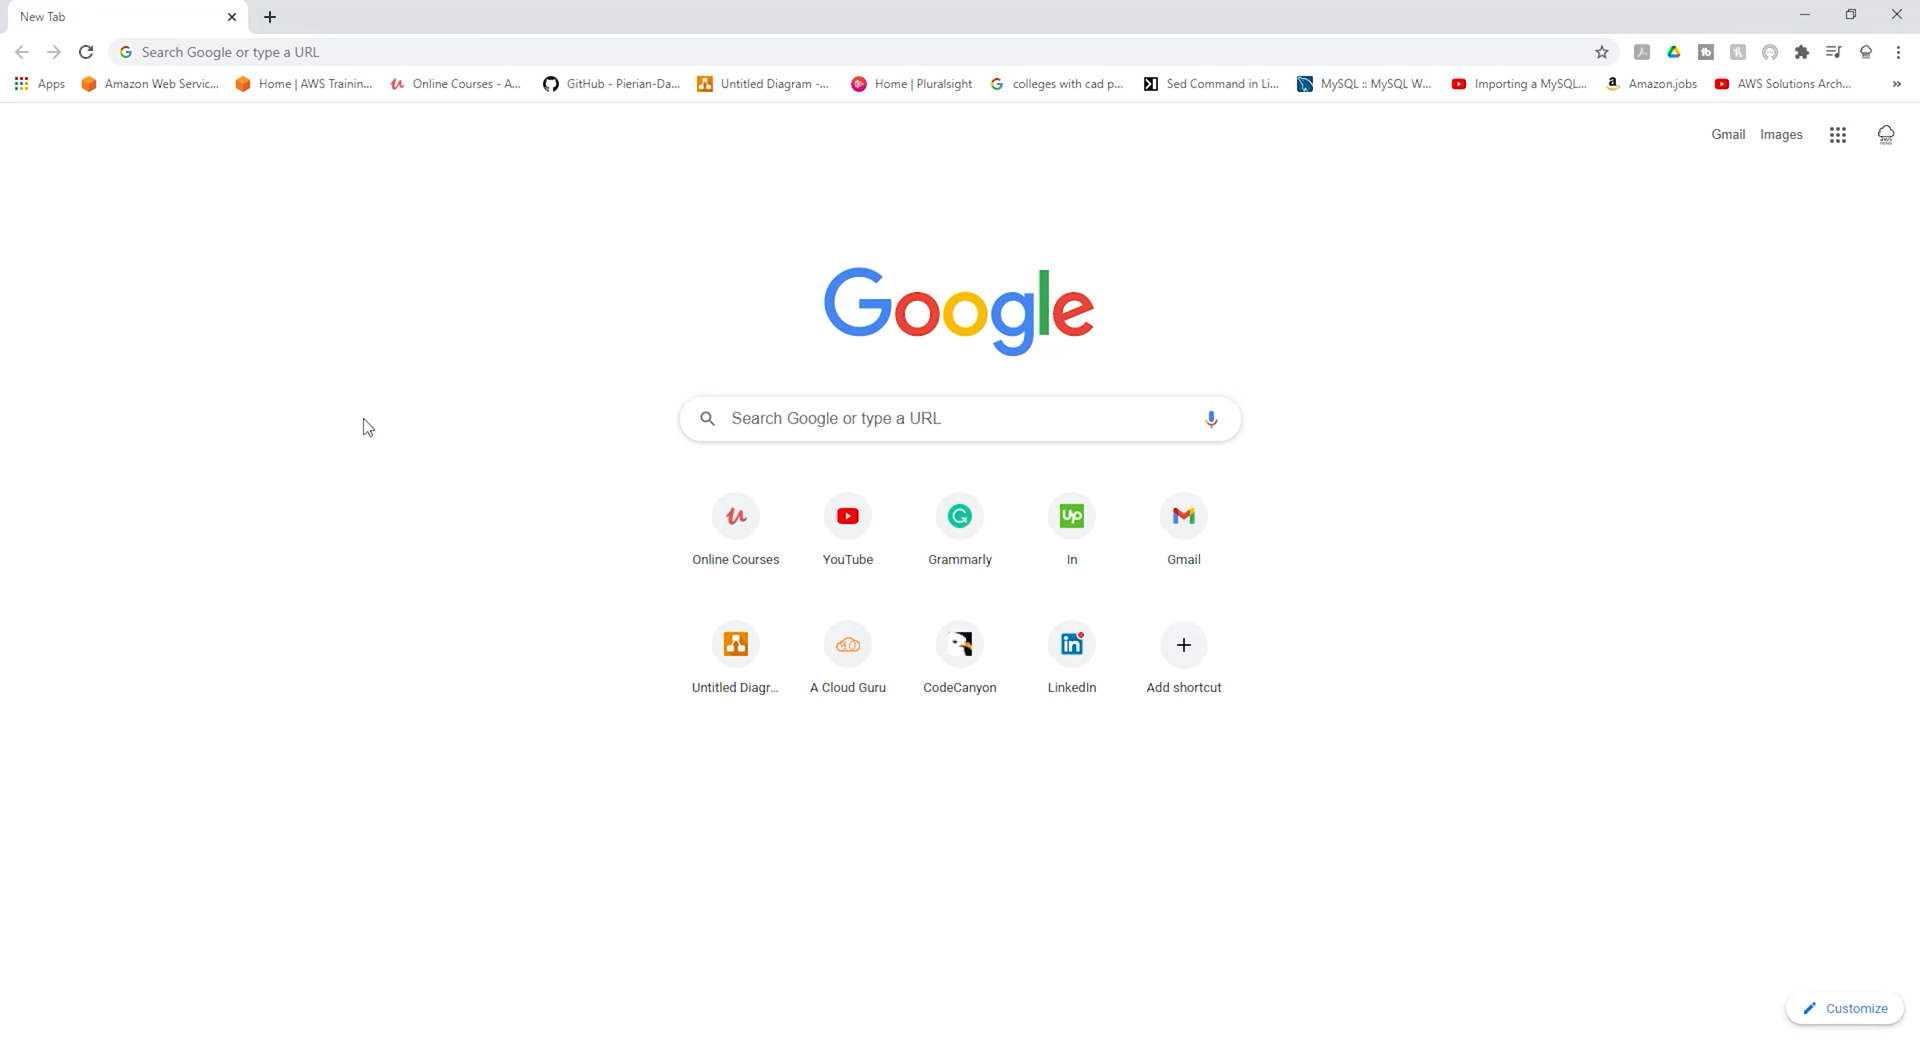 New Tab
Search Google or type a URL
Apps Amazon Web Servic... Home | AWS Trainin... Online Courses - A... GitHub - Pierian-Da... Untitled Diagram -... Home | Pluralsight colleges with cad p... Sed Command in Li... MySQL :: MySQL W... Importing a MySQL... Amazon.jobs AWS Solutions Arch... »
Gmail Images
Google
Search Google or type a URL
Online Courses YouTube Grammarly In Gmail
Untitled Diagr... A Cloud Guru CodeCanyon LinkedIn Add shortcut
Customize